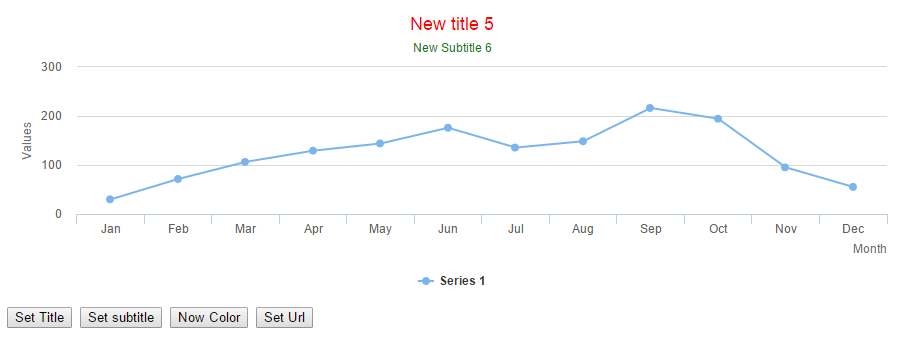 New title 5
New Subtitle 6
300
200
100
0
Values
Jan Feb Mar Apr May Jun Jul Aug Sep Oct Nov Dec
Month
Series 1
Set Title Set subtitle Now Color Set Url